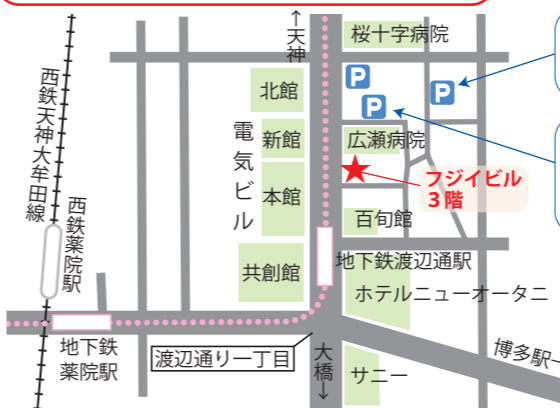 ↑天神
桜十字病院
P
P
P
北館
新館
本館
共創館
電気ビル
広瀬病院
フジイビル
3階
百旬館
地下鉄渡辺通駅
ホテルニューオータニ
西鉄天神大牟田線
西鉄薬院駅
地下鉄
薬院駅
渡辺通り一丁目
大橋↓
サニー
博多駅→